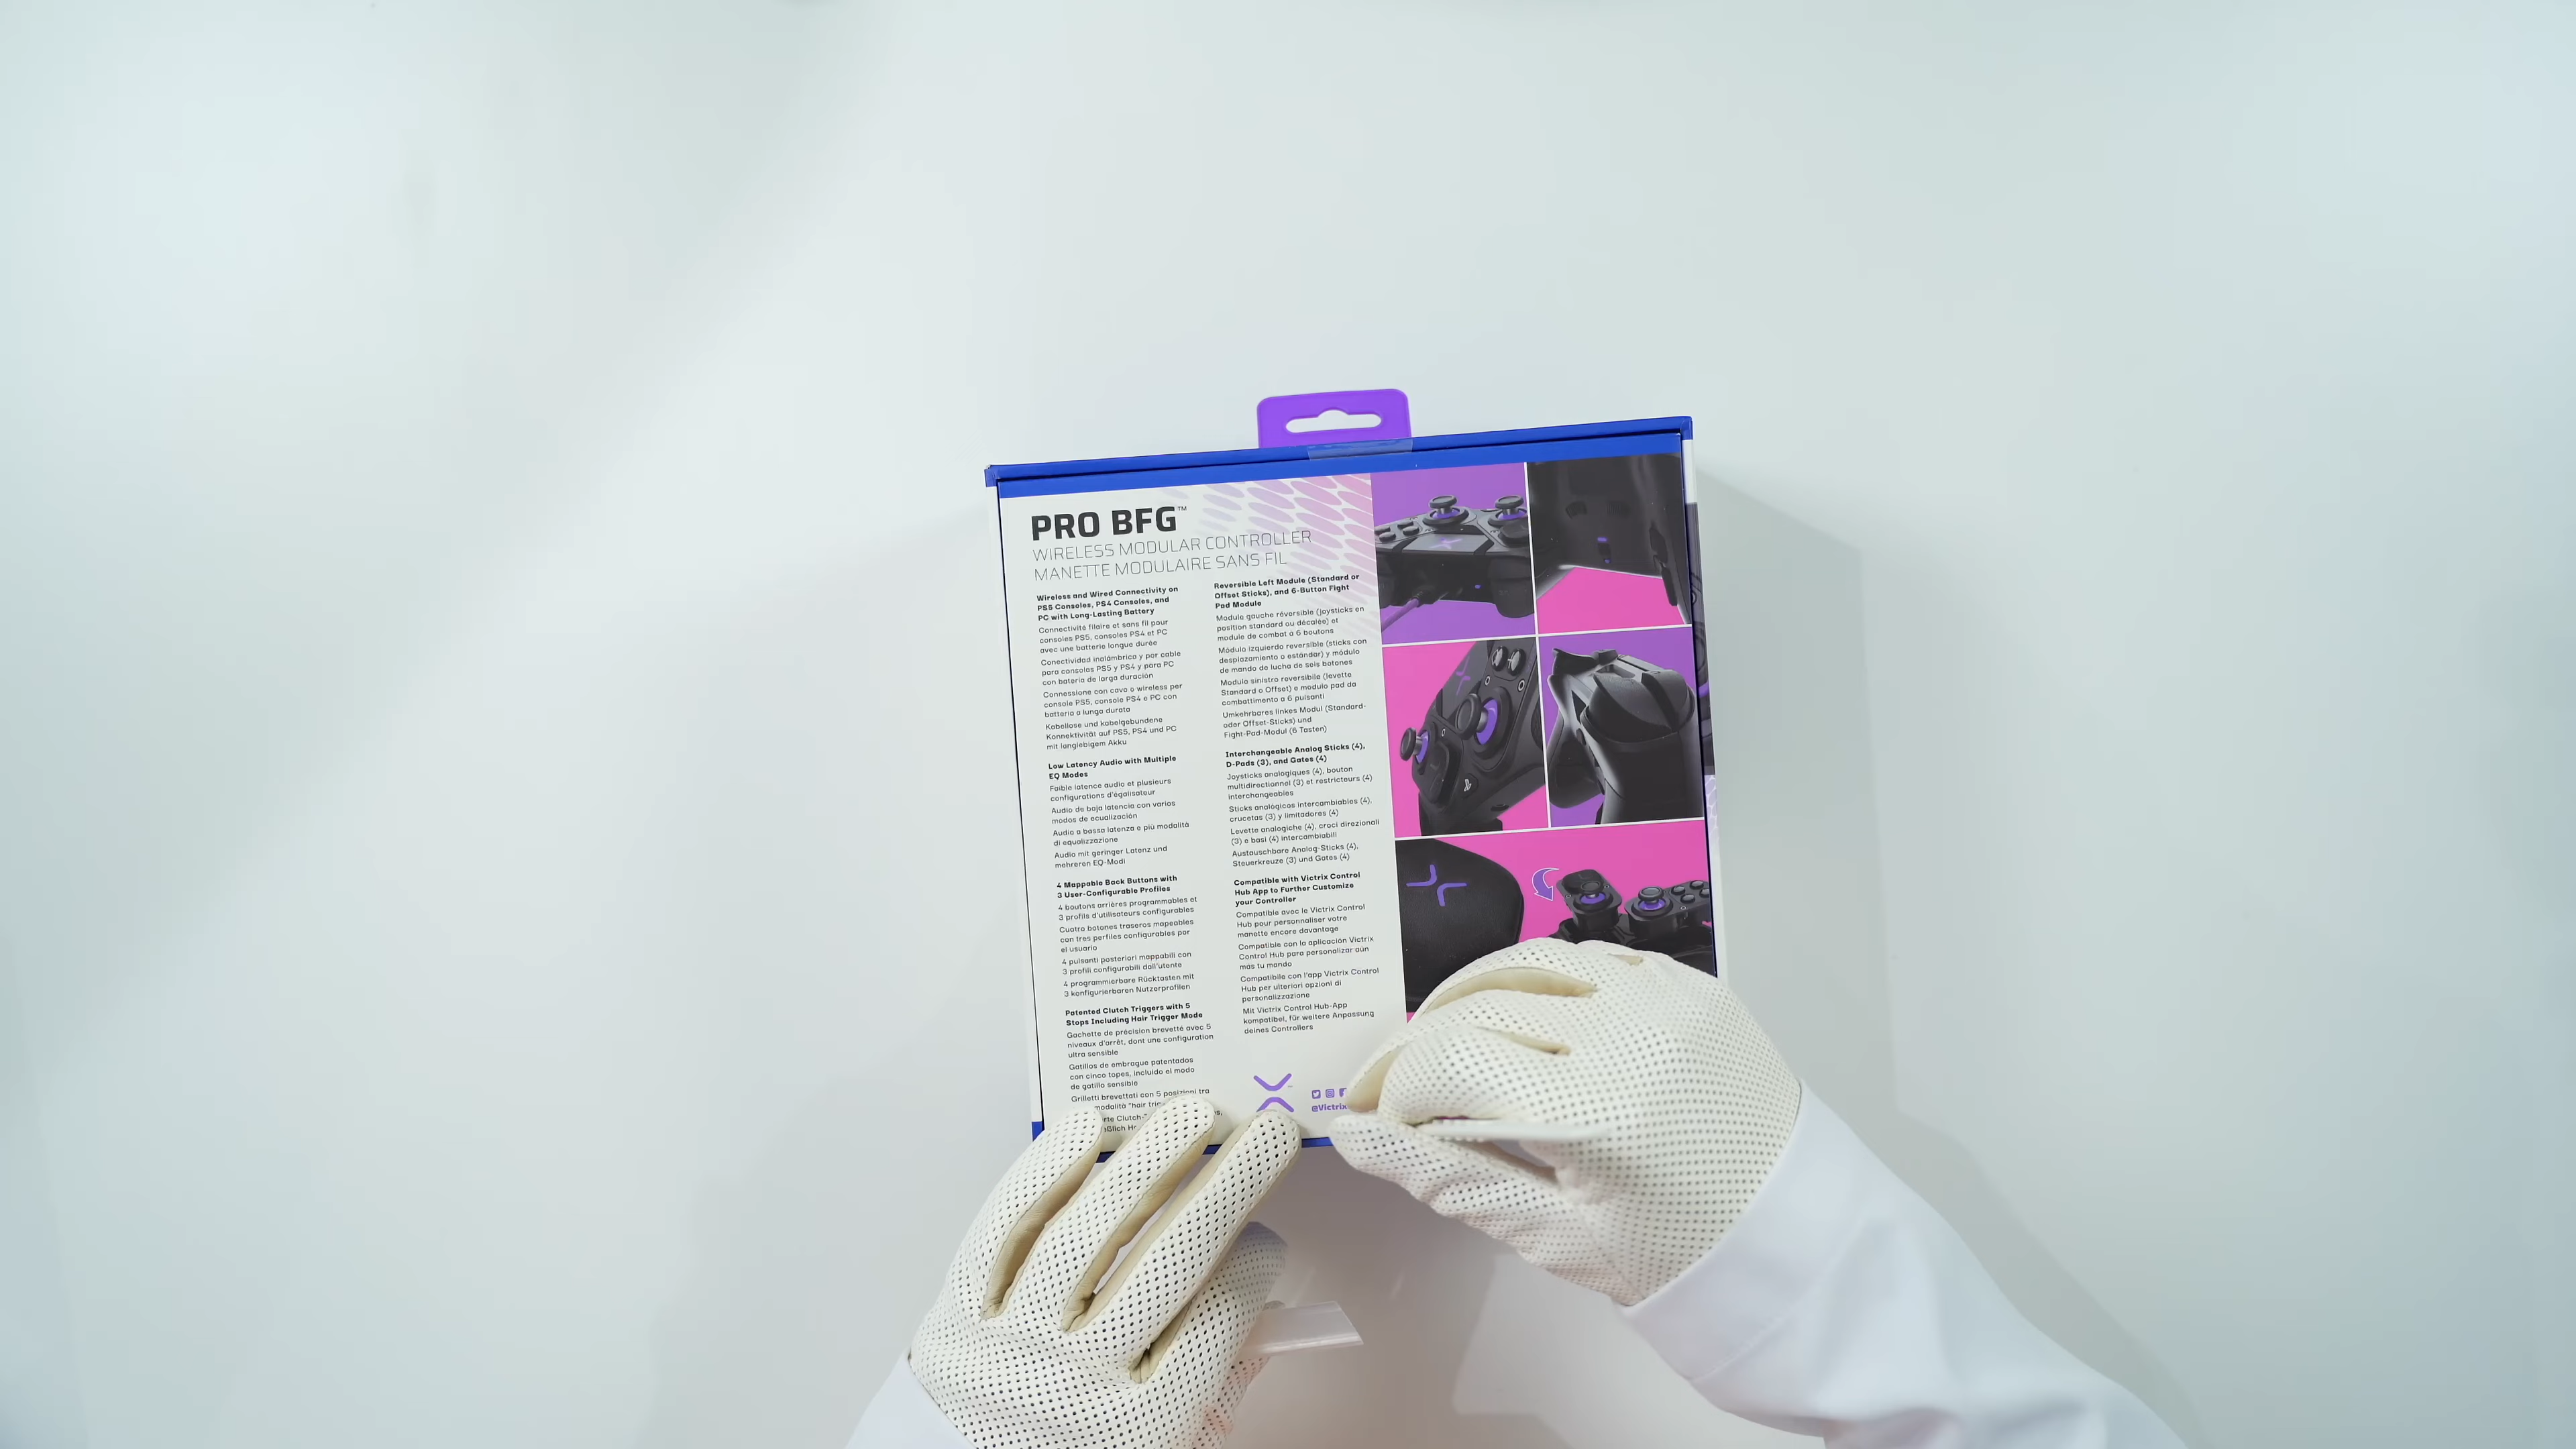 PRO BFG™
WIRELESS MODULAR CONTROLLER
MANETTE MODULAIRE SANS FIL
Wireless and Wired Connectivity on
PS5 Consoles, PS4 Consoles, and
PC with Long-Lasting Battery
Connectivité filaire et sans fil pour
consoles PS5, consoles PS4 et PC
avec une batterie longue durée
Conectividad inalámbrica y por cable
para consolas PS5 y PS4 y para PC
con batería de larga duración
Connessione con cavo o wireless per
console PS5, console PS4 e PC con
batteria a lunga durata
Kabellose und kabelgebundene
Konnektivität auf PS5, PS4 und PC
mit langlebigem Akku
Low Latency Audio with Multiple
EQ Modes
Faible latence audio et plusieurs
configurations d'égalisateur
Audio de baja latencia con varios
modos de ecualización
Audio a bassa latenza e più modalità
di equalizzazione
Audio mit geringer Latenz und
mehreren EQ-Modi
4 Mappable Back Buttons with
3 User-Configurable Profiles
4 boutons arrières programmables et
3 profils d'utilisateurs configurables
Cuatro botones traseros mapeables
con tres perfiles configurables por
el usuario
4 pulsanti posteriori mappabili con
3 profili configurabili dall'utente
4 programmierbare Rücktasten mit
3 konfigurierbaren Nutzerprofilen
Patented Clutch Triggers with 5
Stops Including Hair Trigger Mode
Gachette de précision breveté avec 5
niveaux d'arrêt, dont une configuration
ultra sensible
Gatillos de embrague patentados
con cinco topes, incluido el modo
de gatillo sensible
Grilletti brevettati con 5 posizioni tra
modalità "hair
Clutch-
Reversible Left Module (Standard or
Offset Sticks), and 6-Button Fight
Pad Module
Module gauche réversible (joysticks en
position standard ou décalée) et
module de combat à 6 boutons
Módulo izquierdo reversible (sticks con
desplazamiento o estándar) y módulo
de mando de lucha de seis botones
Modulo sinistro reversibile (levette
Standard o Offset) e modulo pad da
combattimento a 6 pulsanti
Umkehrbares linkes Modul (Standard-
oder Offset-Sticks) und
Fight-Pad-Modul (6 Tasten)
Interchangeable Analog Sticks (4),
D-Pads (3), and Gates (4)
Joysticks analogiques (4), bouton
multidirectionnel (3) et restricteurs (4)
interchangeables
Sticks analógicos intercambiables (4),
crucetas (3) y limitadores (4)
Levette analogiche (4), croci direzionali
(3) e basi (4) intercambiabili
Austauschbare Analog-Sticks (4),
Steuerkreuze (3) und Gates (4)
Compatible with Victrix Control
Hub App to Further Customize
your Controller
Compatible avec le Victrix Control
Hub pour personnaliser votre
manette encore davantage
Compatible con la aplicación Victrix
Control Hub para personalizar aún
más tu mando
Compatibile con l'app Victrix Control
Hub per ulteriori opzioni di
personalizzazione
Mit Victrix Control Hub-App
kompatibel, für weitere Anpassung
deines Controllers
@Victrix